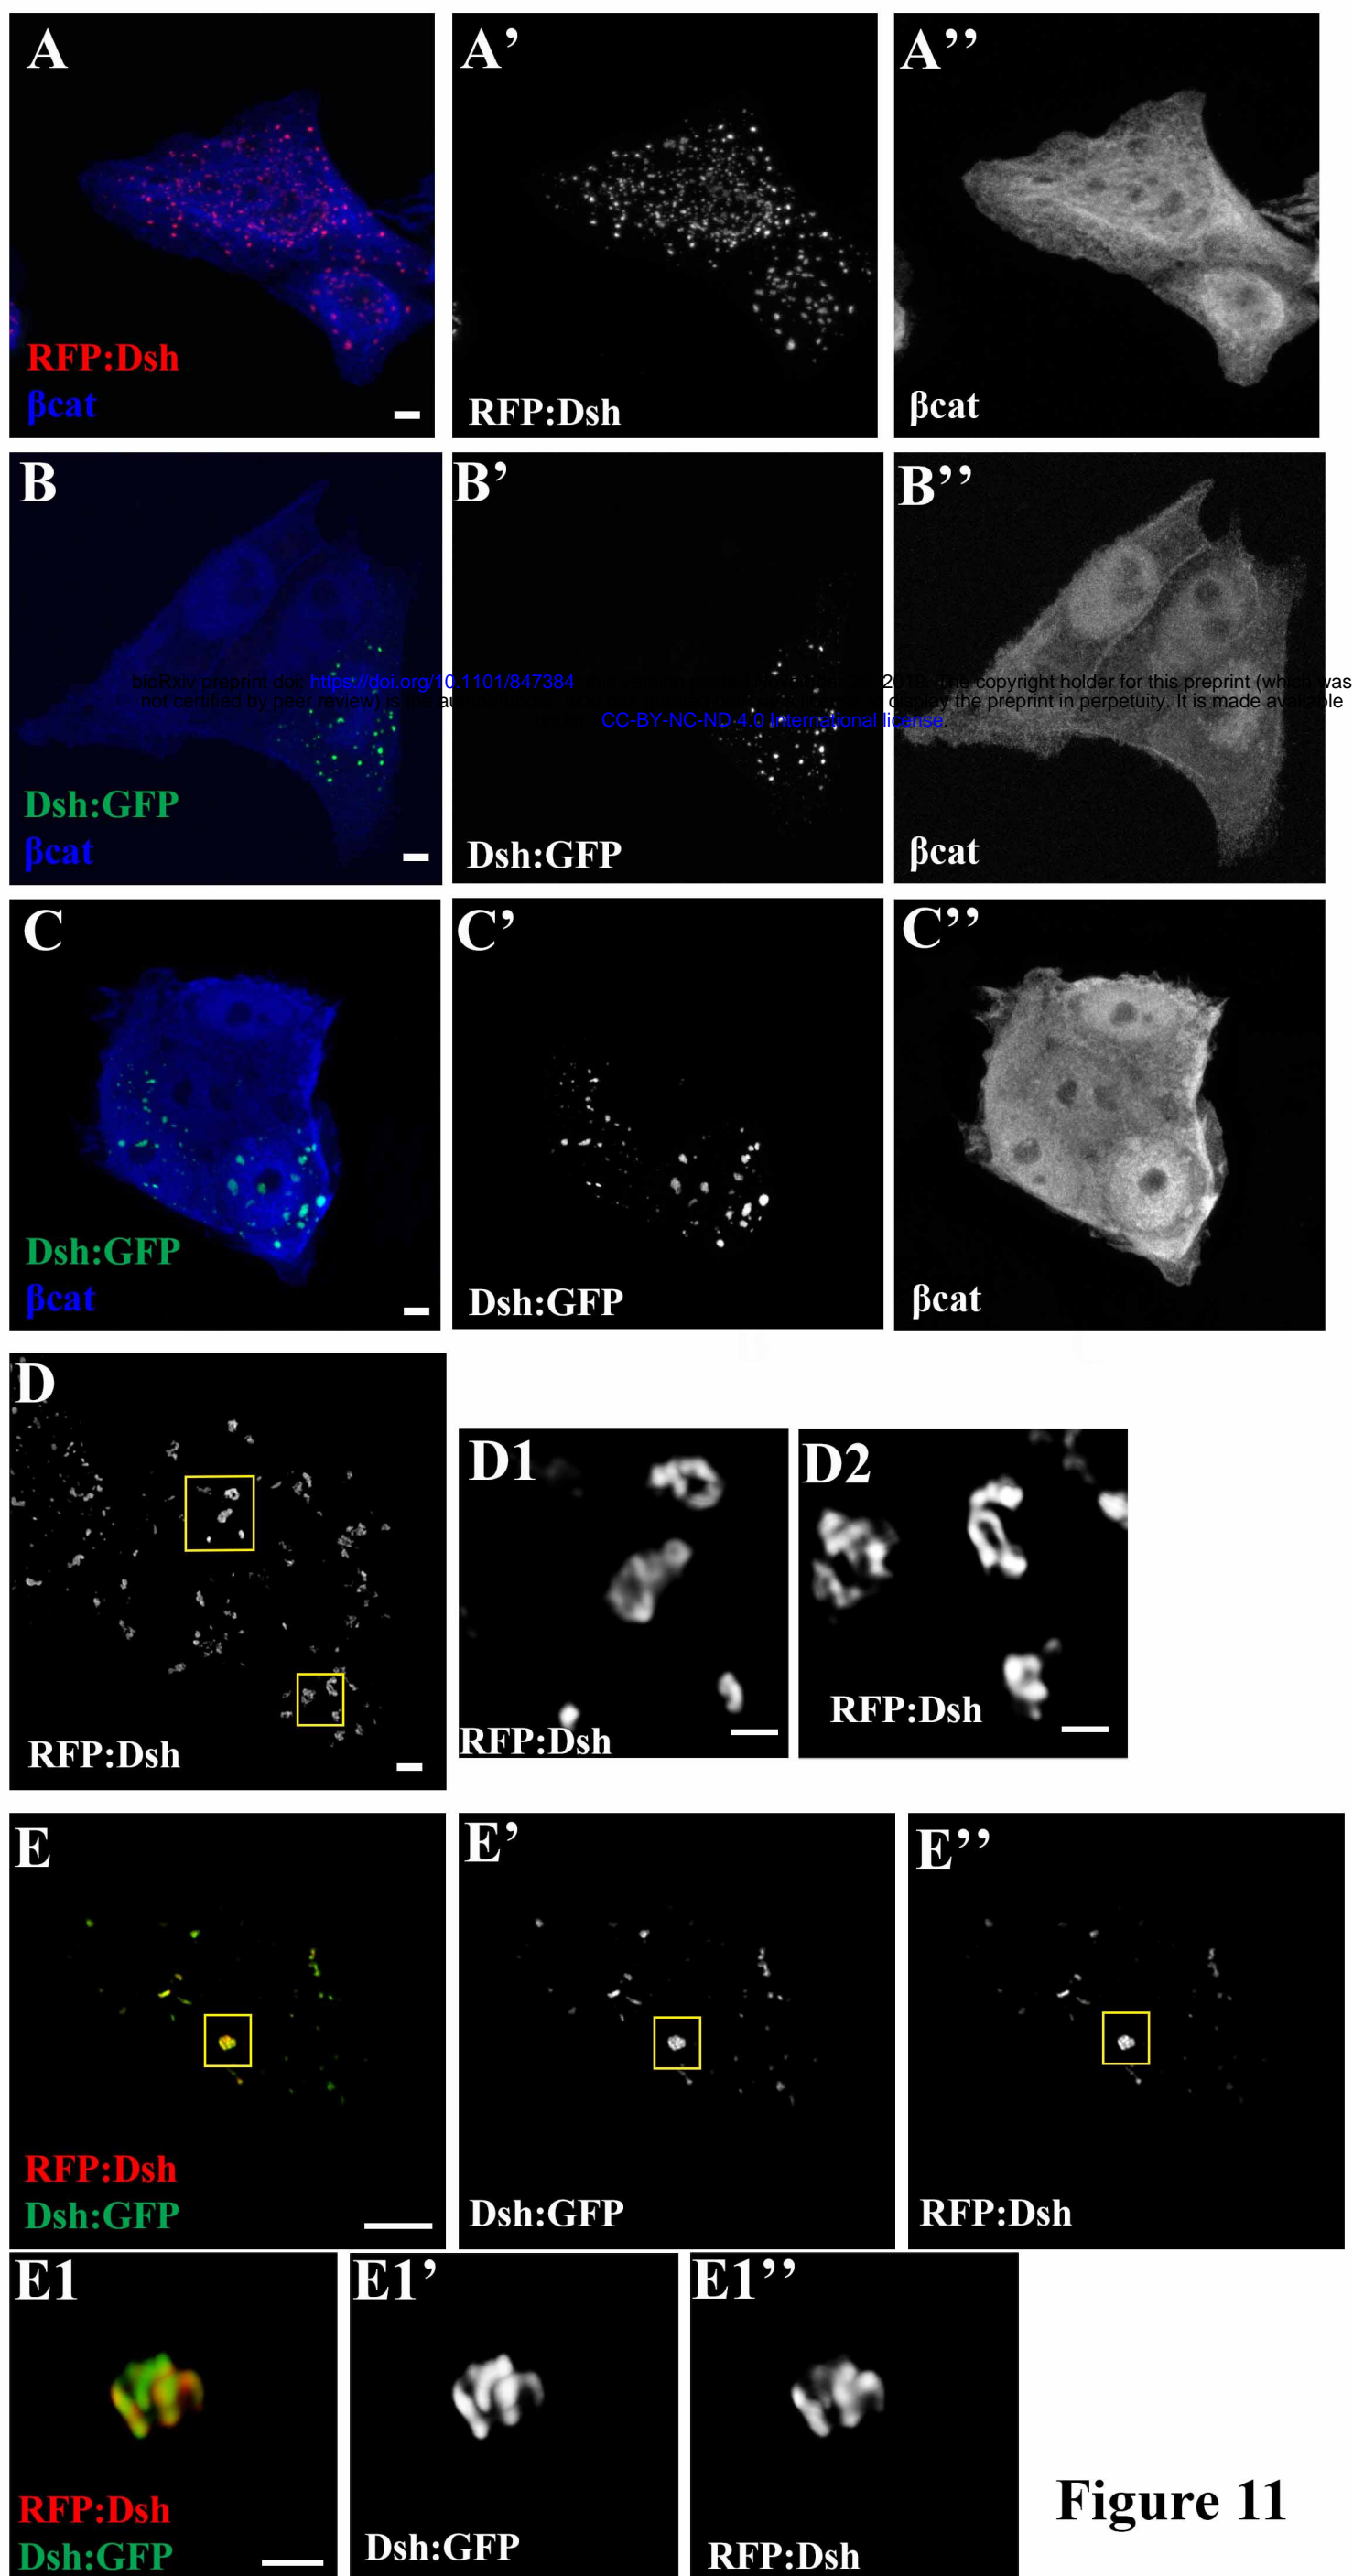 A
A’
A’’
RFP:Dsh
βcat
RFP:Dsh
βcat
B
B’
B’’
bioRxiv preprint doi: https://doi.org/10.1101/847384
2019. The copyright holder for this preprint (which was
not certified by peer review) is the
display the preprint in perpetuity. It is made available
CC-BY-NC-ND 4.0 International license.
Dsh:GFP
βcat
Dsh:GFP
βcat
C
C’
C’’
Dsh:GFP
βcat
Dsh:GFP
βcat
D
RFP:Dsh
D1
RFP:Dsh
D2
RFP:Dsh
E
E’
E’’
RFP:Dsh
Dsh:GFP
Dsh:GFP
RFP:Dsh
E1
E1’
E1’’
RFP:Dsh
Dsh:GFP
Dsh:GFP
RFP:Dsh
Figure 11